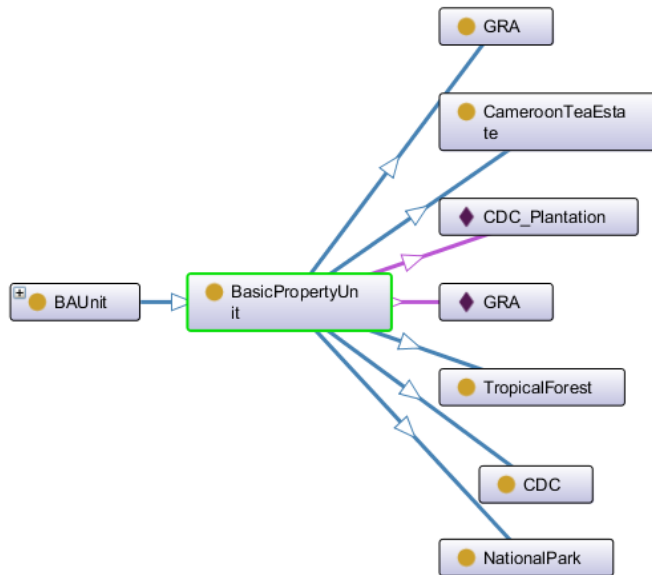 GRA
CameroonTeaEsta
te
CDC_Plantation
BAUnit
BasicPropertyUn
it
GRA
TropicalForest
CDC
NationalPark